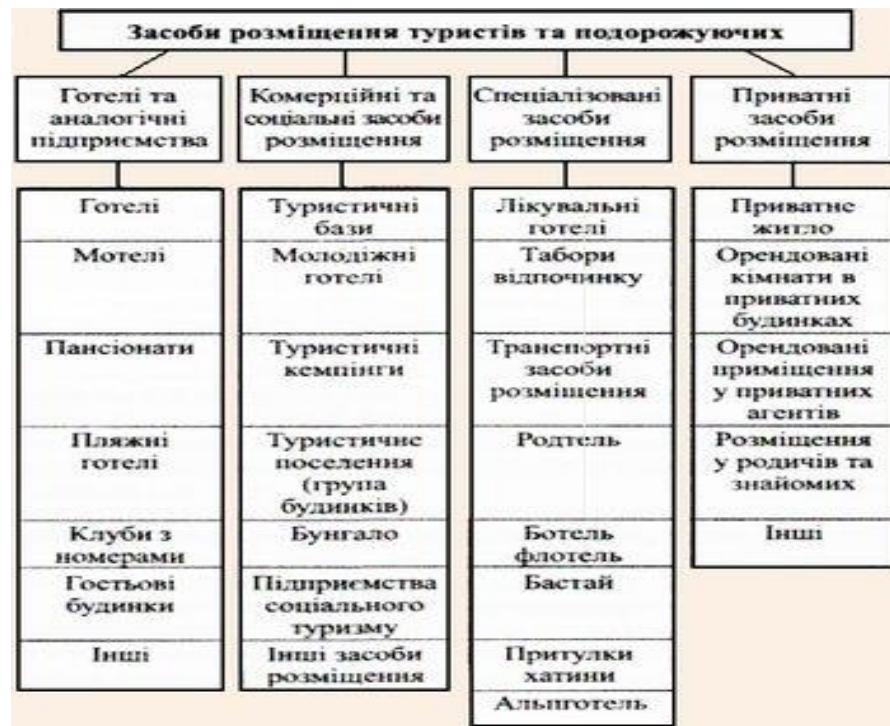 Засоби розміщення туристів та подорожуючих
Готелі та
аналогічні
підприємства
Комерційні та
соціальні засоби
розміщення
Спеціалізовані
засоби
розміщення
Приватні
засоби
розміщення
Готелі
Мотелі
Пансіонати
Пляжні
готелі
Клуби з
номерами
Гостьові
будинки
Інші
Туристичні
бази
Молодіжні
готелі
Туристичні
кемпінги
Туристичне
поселення
(група
будинків)
Бунгало
Підприємства
соціального
туризму
Інші засоби
розміщення
Лікувальні
готелі
Табори
відпочинку
Транспортні
засоби
розміщення
Родтель
Ботель
флотель
Бастай
Притулки
хатини
Альпготель
Приватне
житло
Орендовані
кімнати в
приватних
будинках
Орендовані
приміщення
у приватних
агентів
Розміщення
у родичів та
знайомих
Інші